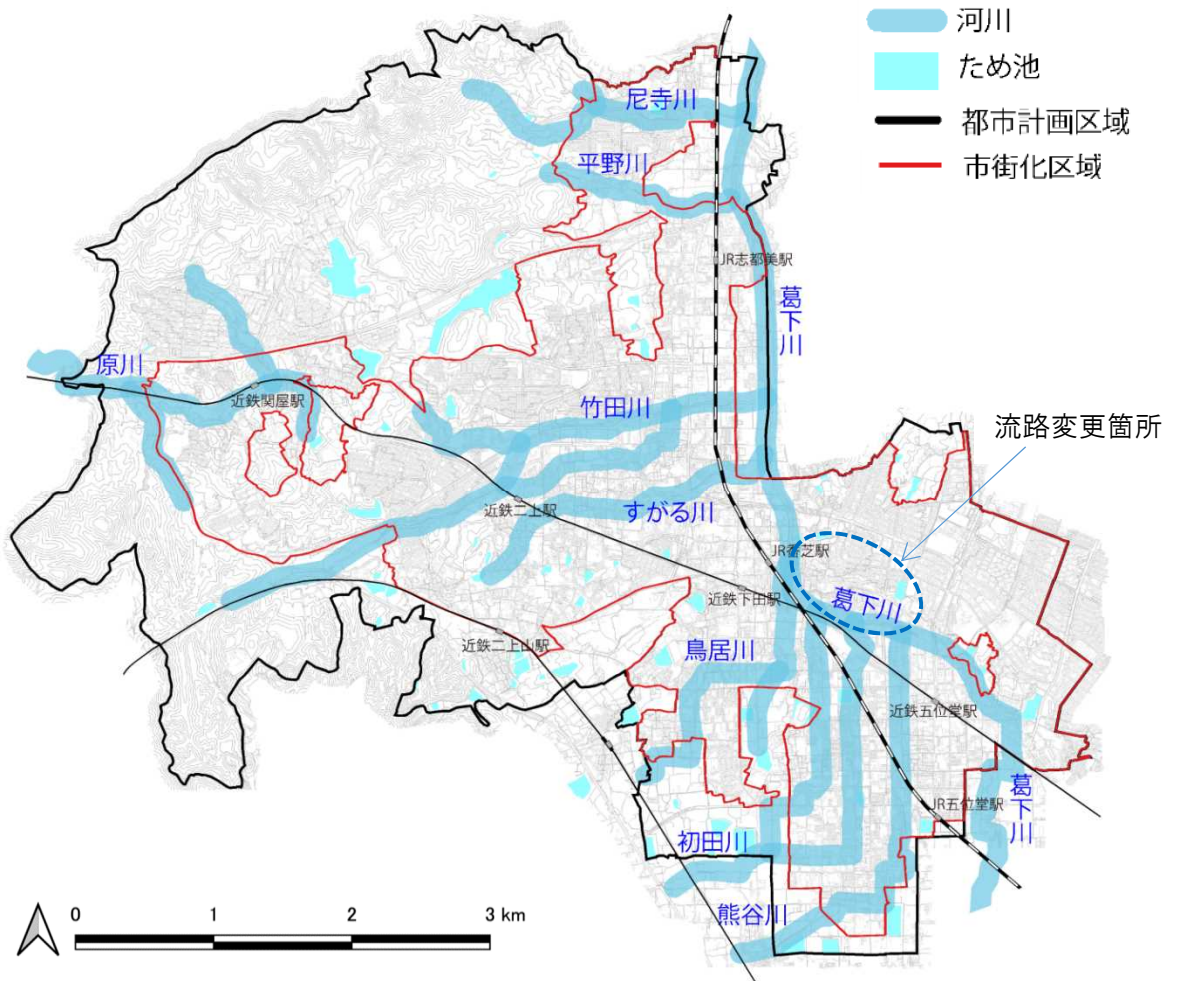 河川
ため池
都市計画区域
市街化区域
尼寺川
平野川
JR志都美駅
葛下川
原川
近鉄関屋駅
竹田川
流路変更箇所
近鉄二上駅
すがる川
JR香芝駅
近鉄下田駅
葛下川
近鉄二上山駅
鳥居川
近鉄五位堂駅
葛下川
JR五位堂駅
初田川
熊谷川
0 1 2 3 km